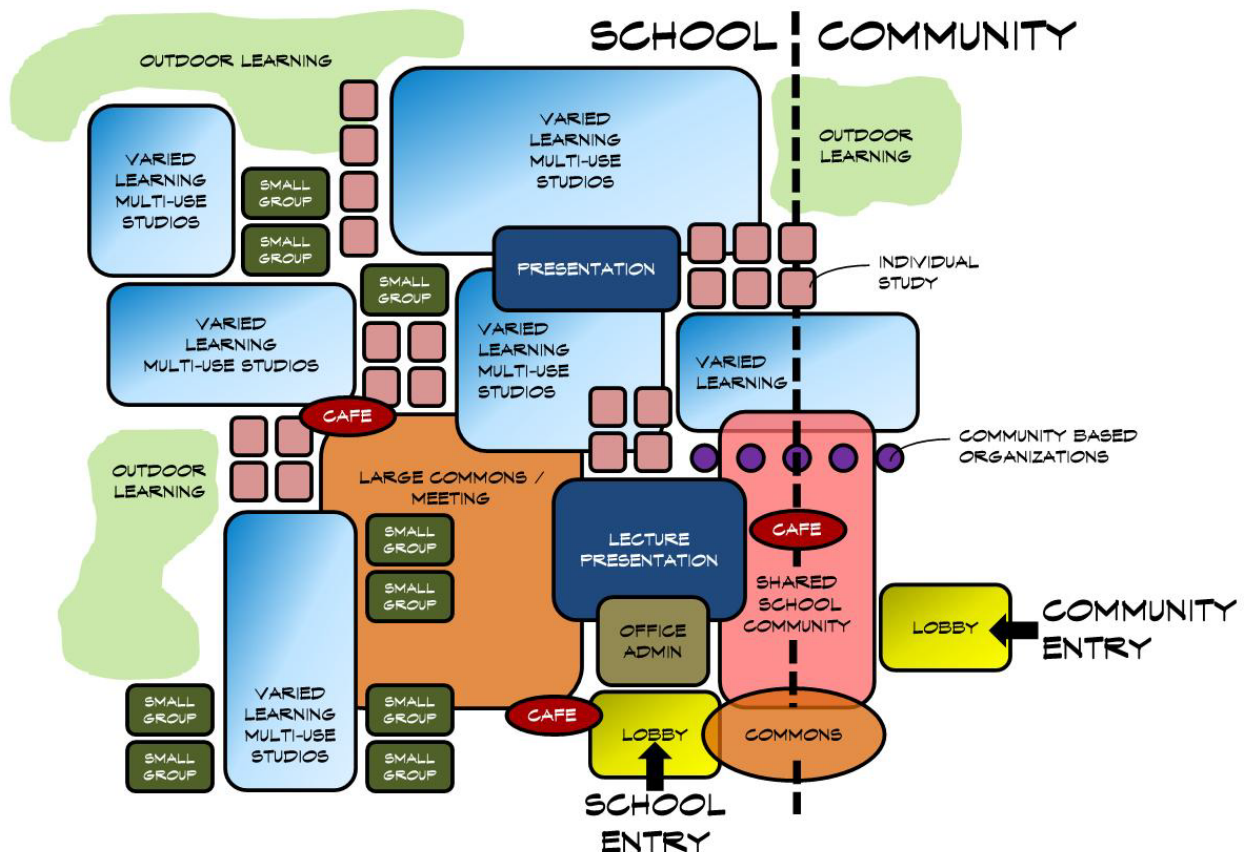 SCHOOL
COMMUNITY
OUTDOOR LEARNING
VARIED
LEARNING
MULTI-USE
STUDIOS
OUTDOOR
LEARNING
VARIED
LEARNING
MULTI-USE
STUDIOS
SMALL
GROUP
SMALL
GROUP
PRESENTATION
INDIVIDUAL
STUDY
SMALL
GROUP
VARIED
LEARNING
MULTI-USE STUDIOS
VARIED
LEARNING
MULTI-USE
STUDIOS
VARIED
LEARNING
CAFE
COMMUNITY BASED
ORGANIZATIONS
OUTDOOR
LEARNING
LARGE COMMONS /
MEETING
SMALL
GROUP
SMALL
GROUP
LECTURE
PRESENTATION
CAFE
SHARED
SCHOOL
COMMUNITY
OFFICE
ADMIN
LOBBY
COMMUNITY
ENTRY
SMALL
GROUP
SMALL
GROUP
VARIED
LEARNING
MULTI-USE
STUDIOS
SMALL
GROUP
SMALL
GROUP
CAFE
LOBBY
COMMONS
SCHOOL
ENTRY